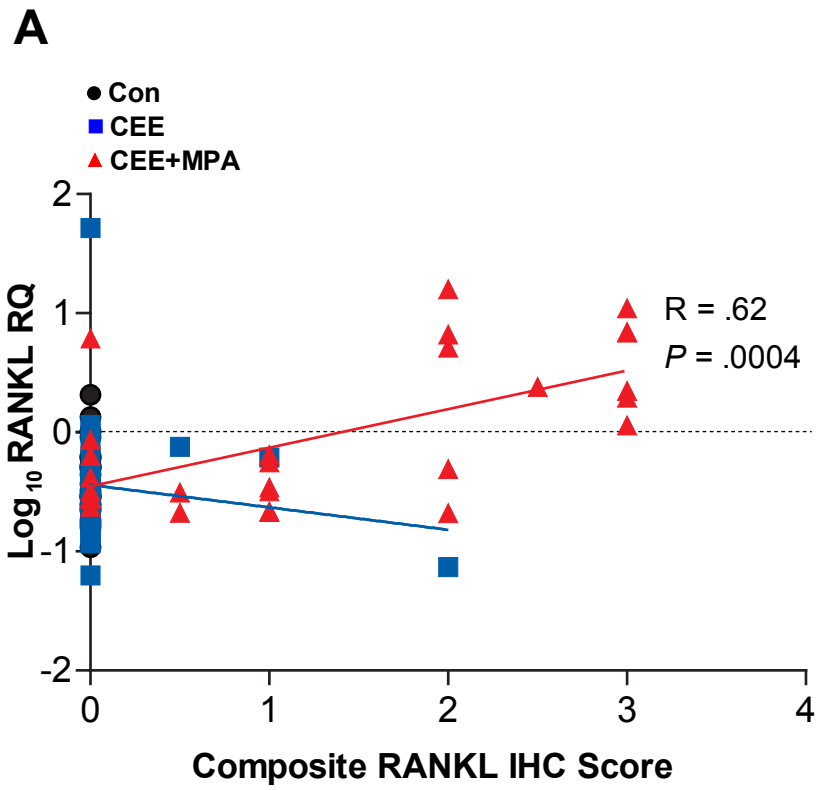 A
Con
CEE
CEE+MPA
Log10 RANKL RQ
2
1
0
-1
-2
R = .62
P = .0004
0 1 2 3 4
Composite RANKL IHC Score